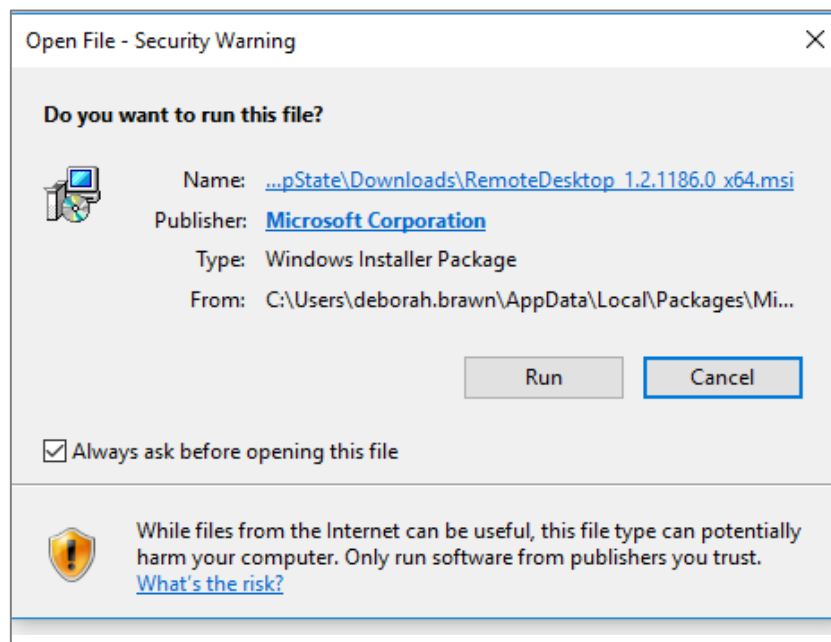 Open File - Security Warning
Do you want to run this file?
Name: ...pState\Downloads\RemoteDesktop_1.2.1186.0_x64.msi
Publisher: Microsoft Corporation
Type: Windows Installer Package
From: C:\Users\deborah.brawn\AppData\Local\Packages\Mi...
Run Cancel
Always ask before opening this file
While files from the Internet can be useful, this file type can potentially
harm your computer. Only run software from publishers you trust.
What's the risk?